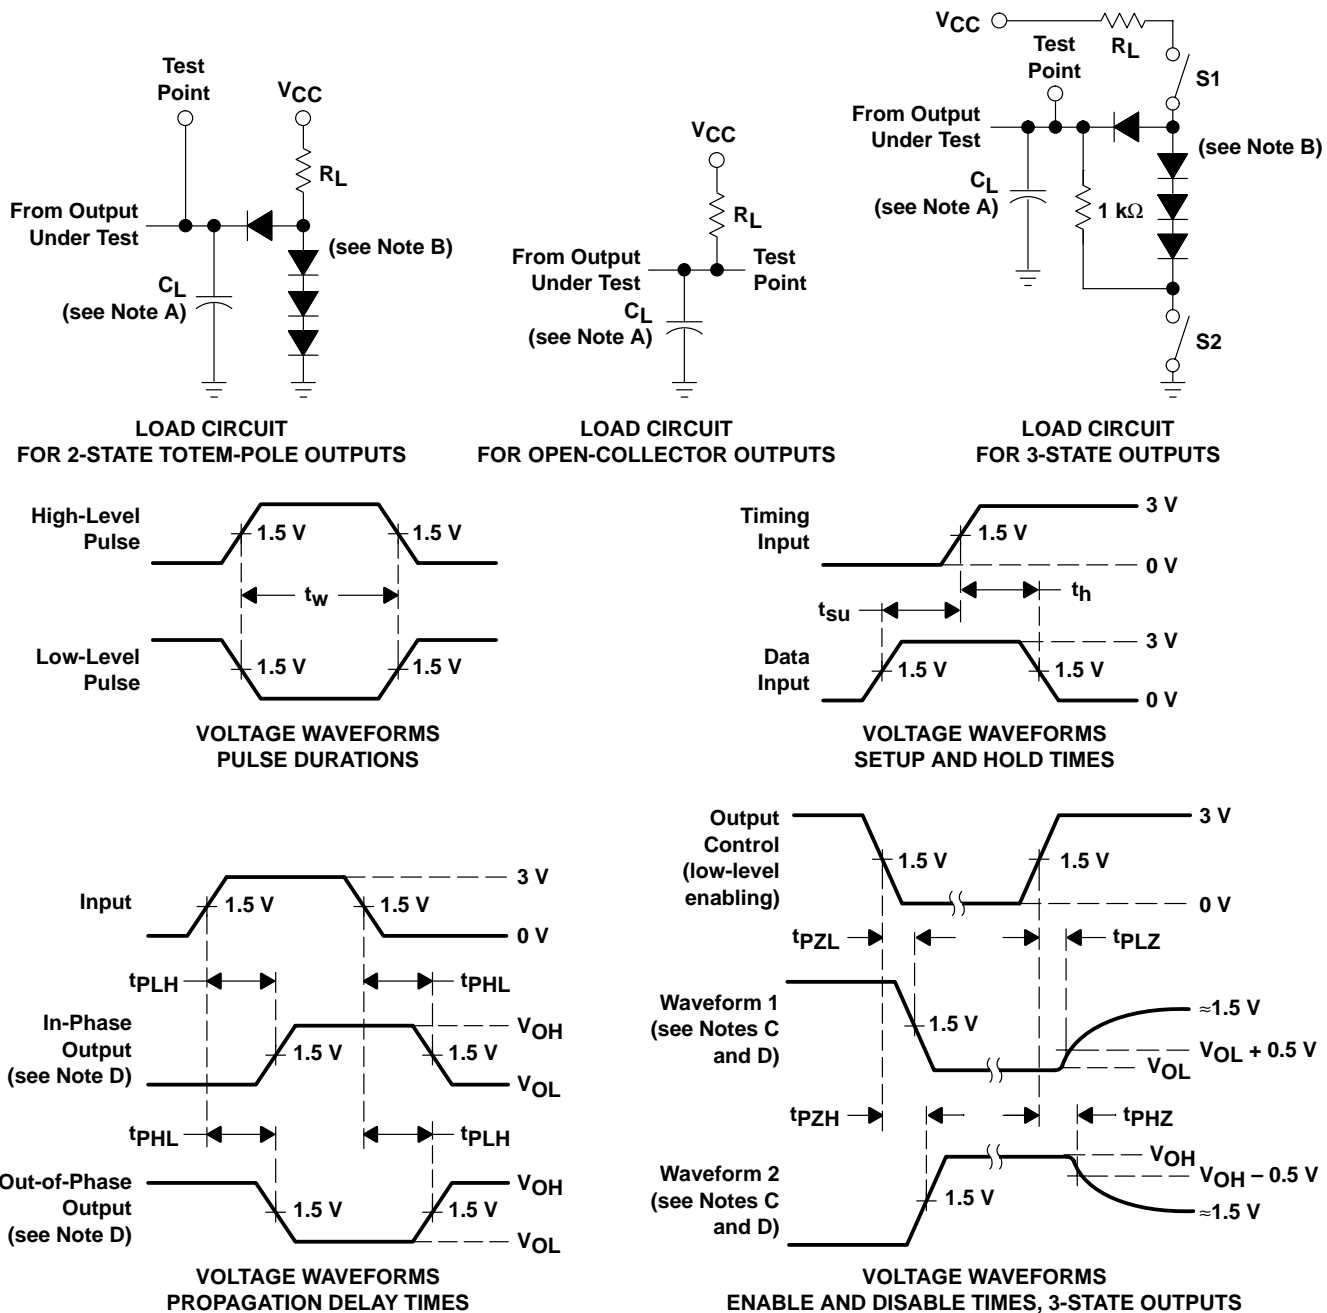 Test
Point
VCC
RL
From Output
Under Test
(see Note B)
CL
(see Note A)
LOAD CIRCUIT
FOR 2-STATE TOTEM-POLE OUTPUTS
VCC
RL
From Output
Under Test
Test
Point
CL
(see Note A)
LOAD CIRCUIT
FOR OPEN-COLLECTOR OUTPUTS
VCC
RL
Test
Point
S1
From Output
Under Test
(see Note B)
CL
(see Note A)
1 kΩ
S2
LOAD CIRCUIT
FOR 3-STATE OUTPUTS
High-Level
Pulse
1.5 V
1.5 V
tw
Low-Level
Pulse
1.5 V
1.5 V
VOLTAGE WAVEFORMS
PULSE DURATIONS
Timing
Input
1.5 V
3 V
0 V
th
tsu
Data
Input
1.5 V
1.5 V
3 V
0 V
VOLTAGE WAVEFORMS
SETUP AND HOLD TIMES
Input
1.5 V
1.5 V
3 V
0 V
tPLH
tPHL
In-Phase
Output
(see Note D)
1.5 V
1.5 V
VOH
VOL
tPHL
tPLH
Out-of-Phase
Output
(see Note D)
1.5 V
1.5 V
VOH
VOL
VOLTAGE WAVEFORMS
PROPAGATION DELAY TIMES
Output
Control
(low-level
enabling)
1.5 V
1.5 V
3 V
0 V
tPZL
tPLZ
Waveform 1
(see Notes C
and D)
1.5 V
≈1.5 V
VOL + 0.5 V
VOL
tPZH
tPHZ
Waveform 2
(see Notes C
and D)
1.5 V
VOH
VOH – 0.5 V
≈1.5 V
VOLTAGE WAVEFORMS
ENABLE AND DISABLE TIMES, 3-STATE OUTPUTS